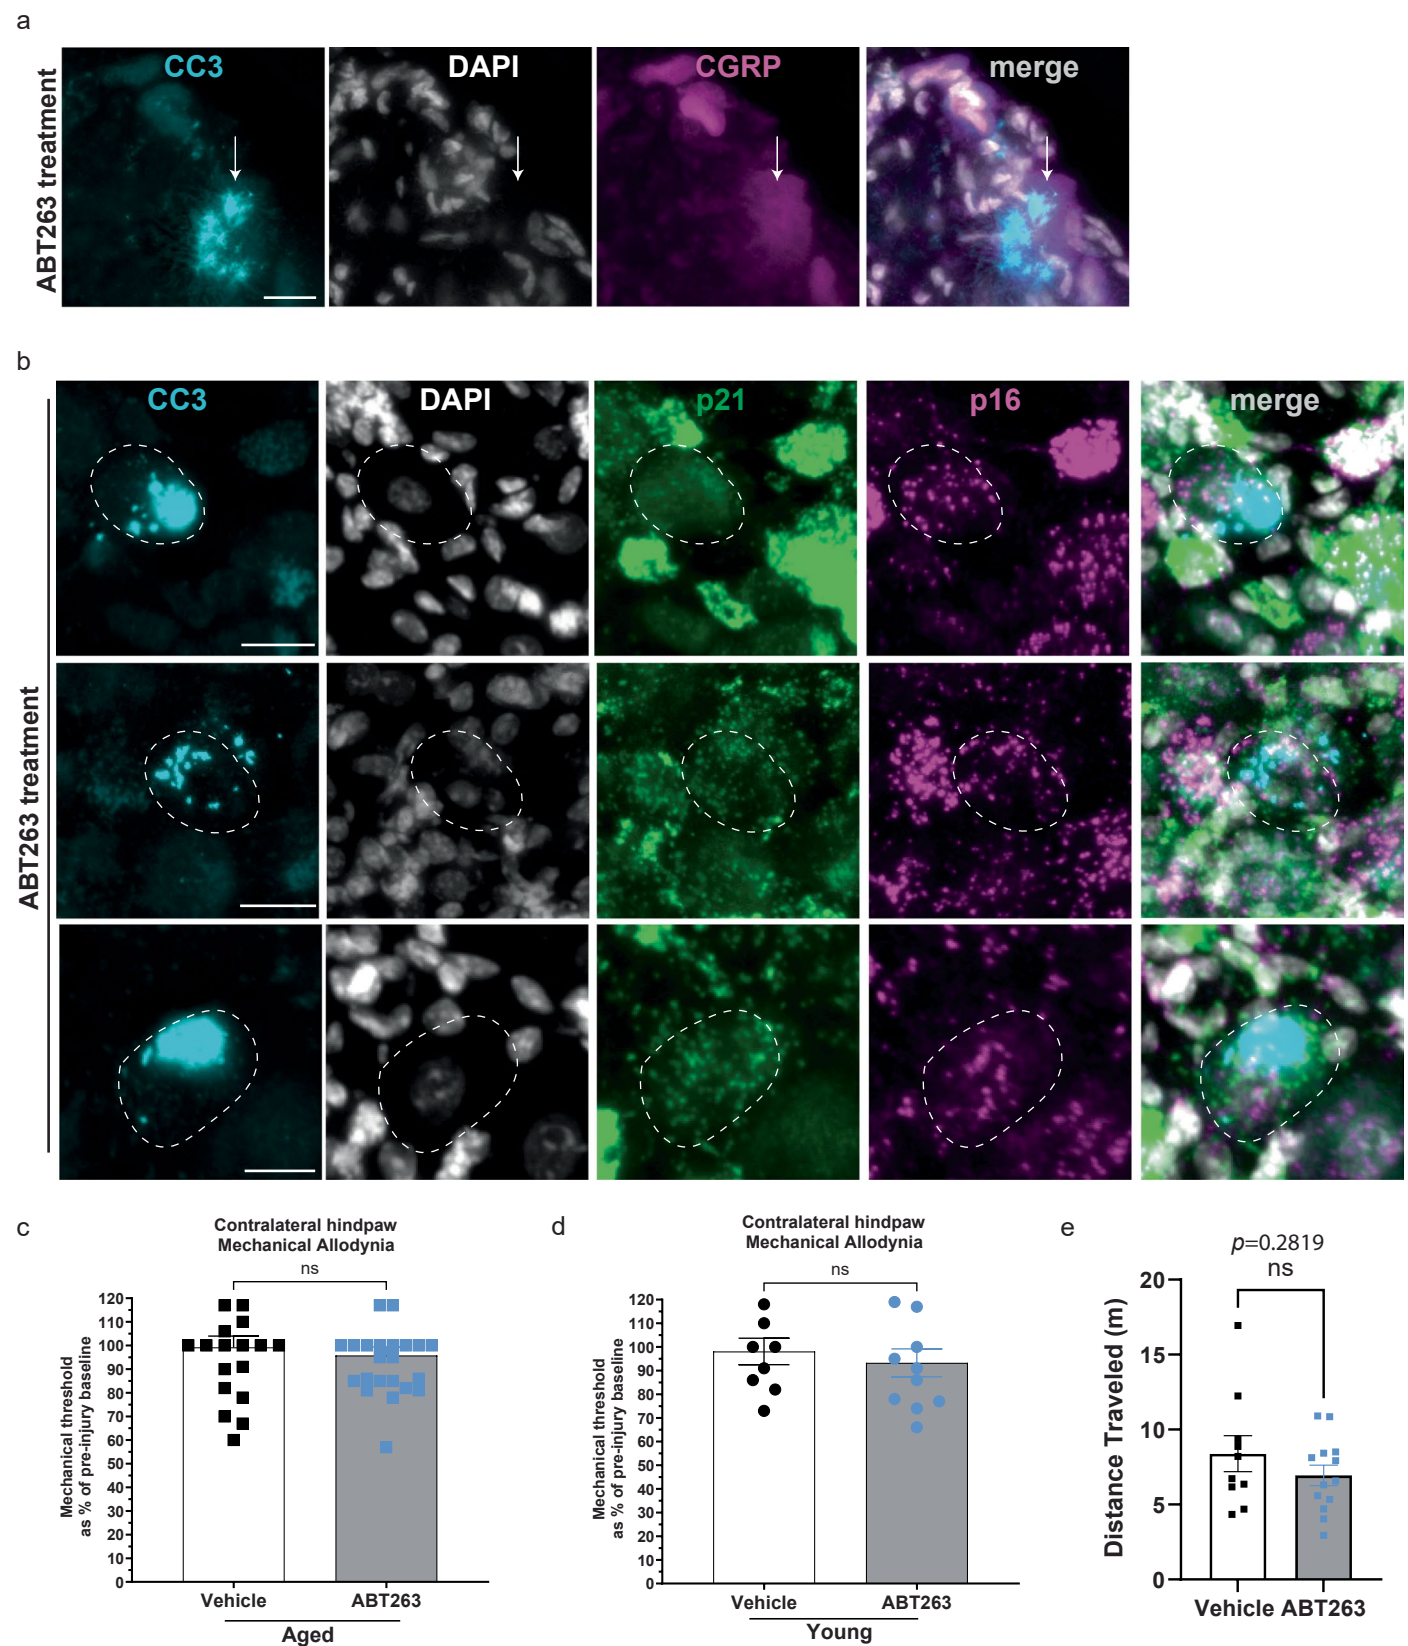 a
CC3
DAPI
CGRP
merge
ABT263 treatment
b
CC3
DAPI
p21
p16
merge
ABT263 treatment
c
Contralateral hindpaw
Mechanical Allodynia
ns
Mechanical threshold
as % of pre-injury baseline
120
110
100
90
80
70
60
50
40
30
20
10
0
Vehicle
ABT263
Aged
d
Contralateral hindpaw
Mechanical Allodynia
ns
Mechanical threshold
as % of pre-injury baseline
120
110
100
90
80
70
60
50
40
30
20
10
0
Vehicle
ABT263
Young
e
p=0.2819
ns
Distance Traveled (m)
20
15
10
5
0
Vehicle ABT263